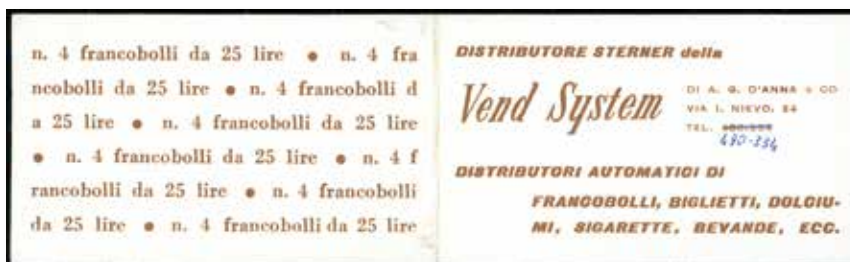 n. 4 francobolli da 25 lire ● n. 4 fra
ncobolli da 25 lire ● n. 4 francobolli d
a 25 lire ● n. 4 francobolli da 25 lire
● n. 4 francobolli da 25 lire ● n. 4 f
rancobolli da 25 lire ● n. 4 francobolli
da 25 lire ● n. 4 francobolli da 25 lire
DISTRIBUTORE STERNER della
Vend System
DI A. G. D'ANNA & CO
VIA I. NIEVO, 24
TEL.
490-334
DISTRIBUTORI AUTOMATICI DI
FRANCOBOLLI, BIGLIETTI, DOLCIU-
MI, SIGARETTE, BEVANDE, ECC.